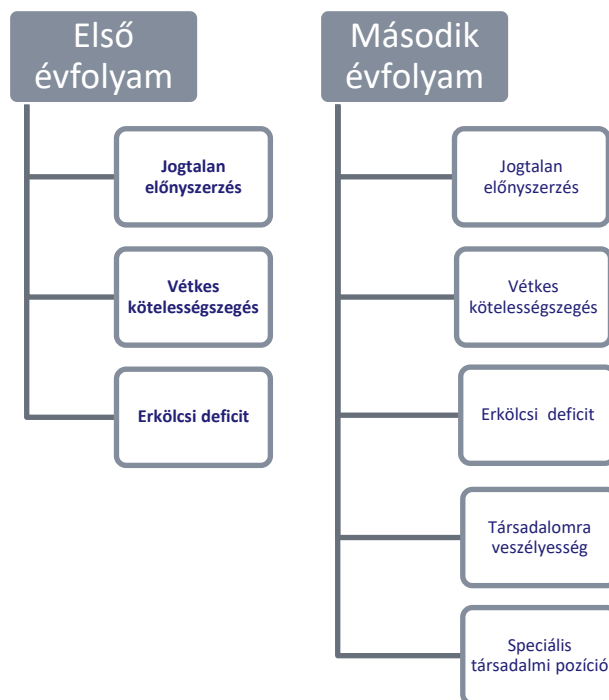 Első
évfolyam
Jogtalan
előnyszerzés
Vétkes
kötelességszegés
Erkölcsi deficit
Második
évfolyam
Jogtalan
előnyszerzés
Vétkes
kötelességszegés
Erkölcsi deficit
Társadalomra
veszélyesség
Speciális
társadalmi pozíció